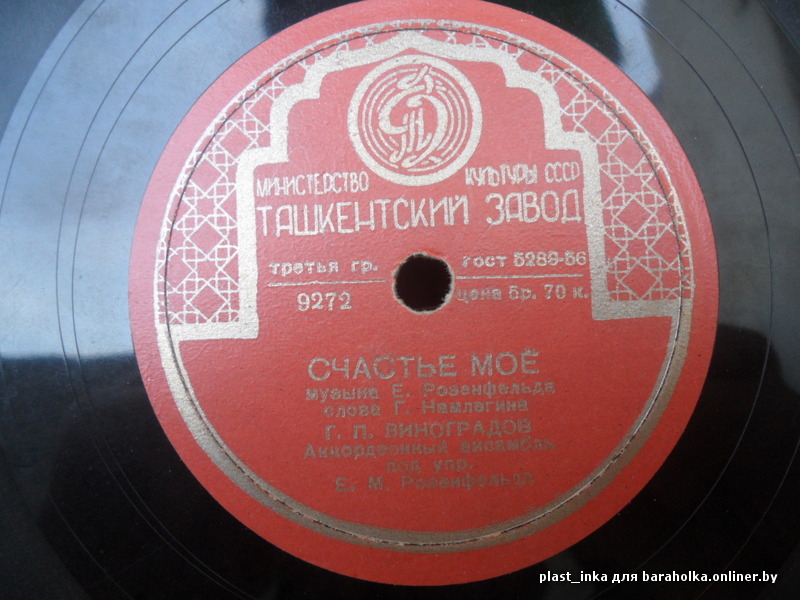 МИНИСТЕРСТВО КУЛЬТУРЫ СССР
ТАШКЕНТСКИЙ ЗАВОД
третья гр. ГОСТ 5289-56
9272 цена 5р. 70 к.
СЧАСТЬЕ МОЁ
музыка Е. Розенфельда
слова Г. Намлегина
Г. П. ВИНОГРАДОВ
Аккордеонный ансамбль
под упр.
Е. М. Розенфельда
plast_inka для baraholka.onliner.by